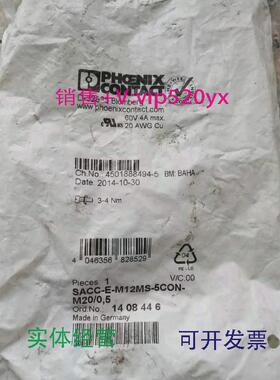 PHOENIX
CONTACT
www.phoenixcontact.com
销售+v-vip520yx
60V 4A max.
20 AWG Cu
Ch.No.: 4501888494-5 BM: BAHA
Date: 2014-10-30
3-4 Nm
4 046356 828529
V/C:00
Pieces: 1
SACC-E-M12MS-5CON-
M20/0,5
Ord.No.: 14 08 44 6
Made in Germany
实体经营 可开发票